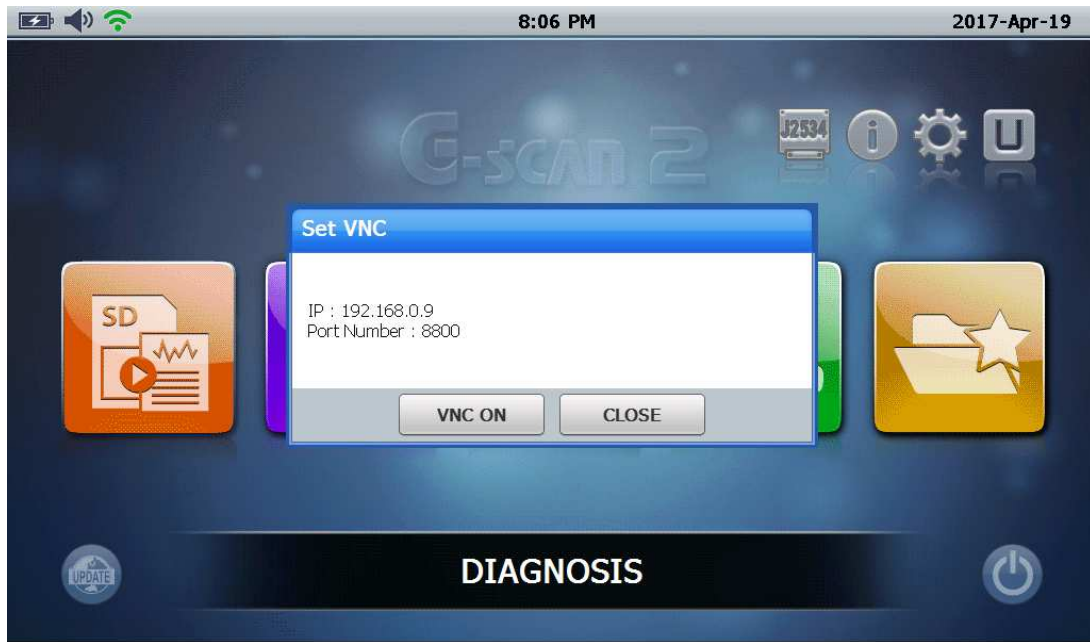 8:06 PM
2017-Apr-19
G-scan 2
J2534
i
U
Set VNC
IP : 192.168.0.9
Port Number : 8800
SD
VNC ON
CLOSE
UPDATE
DIAGNOSIS